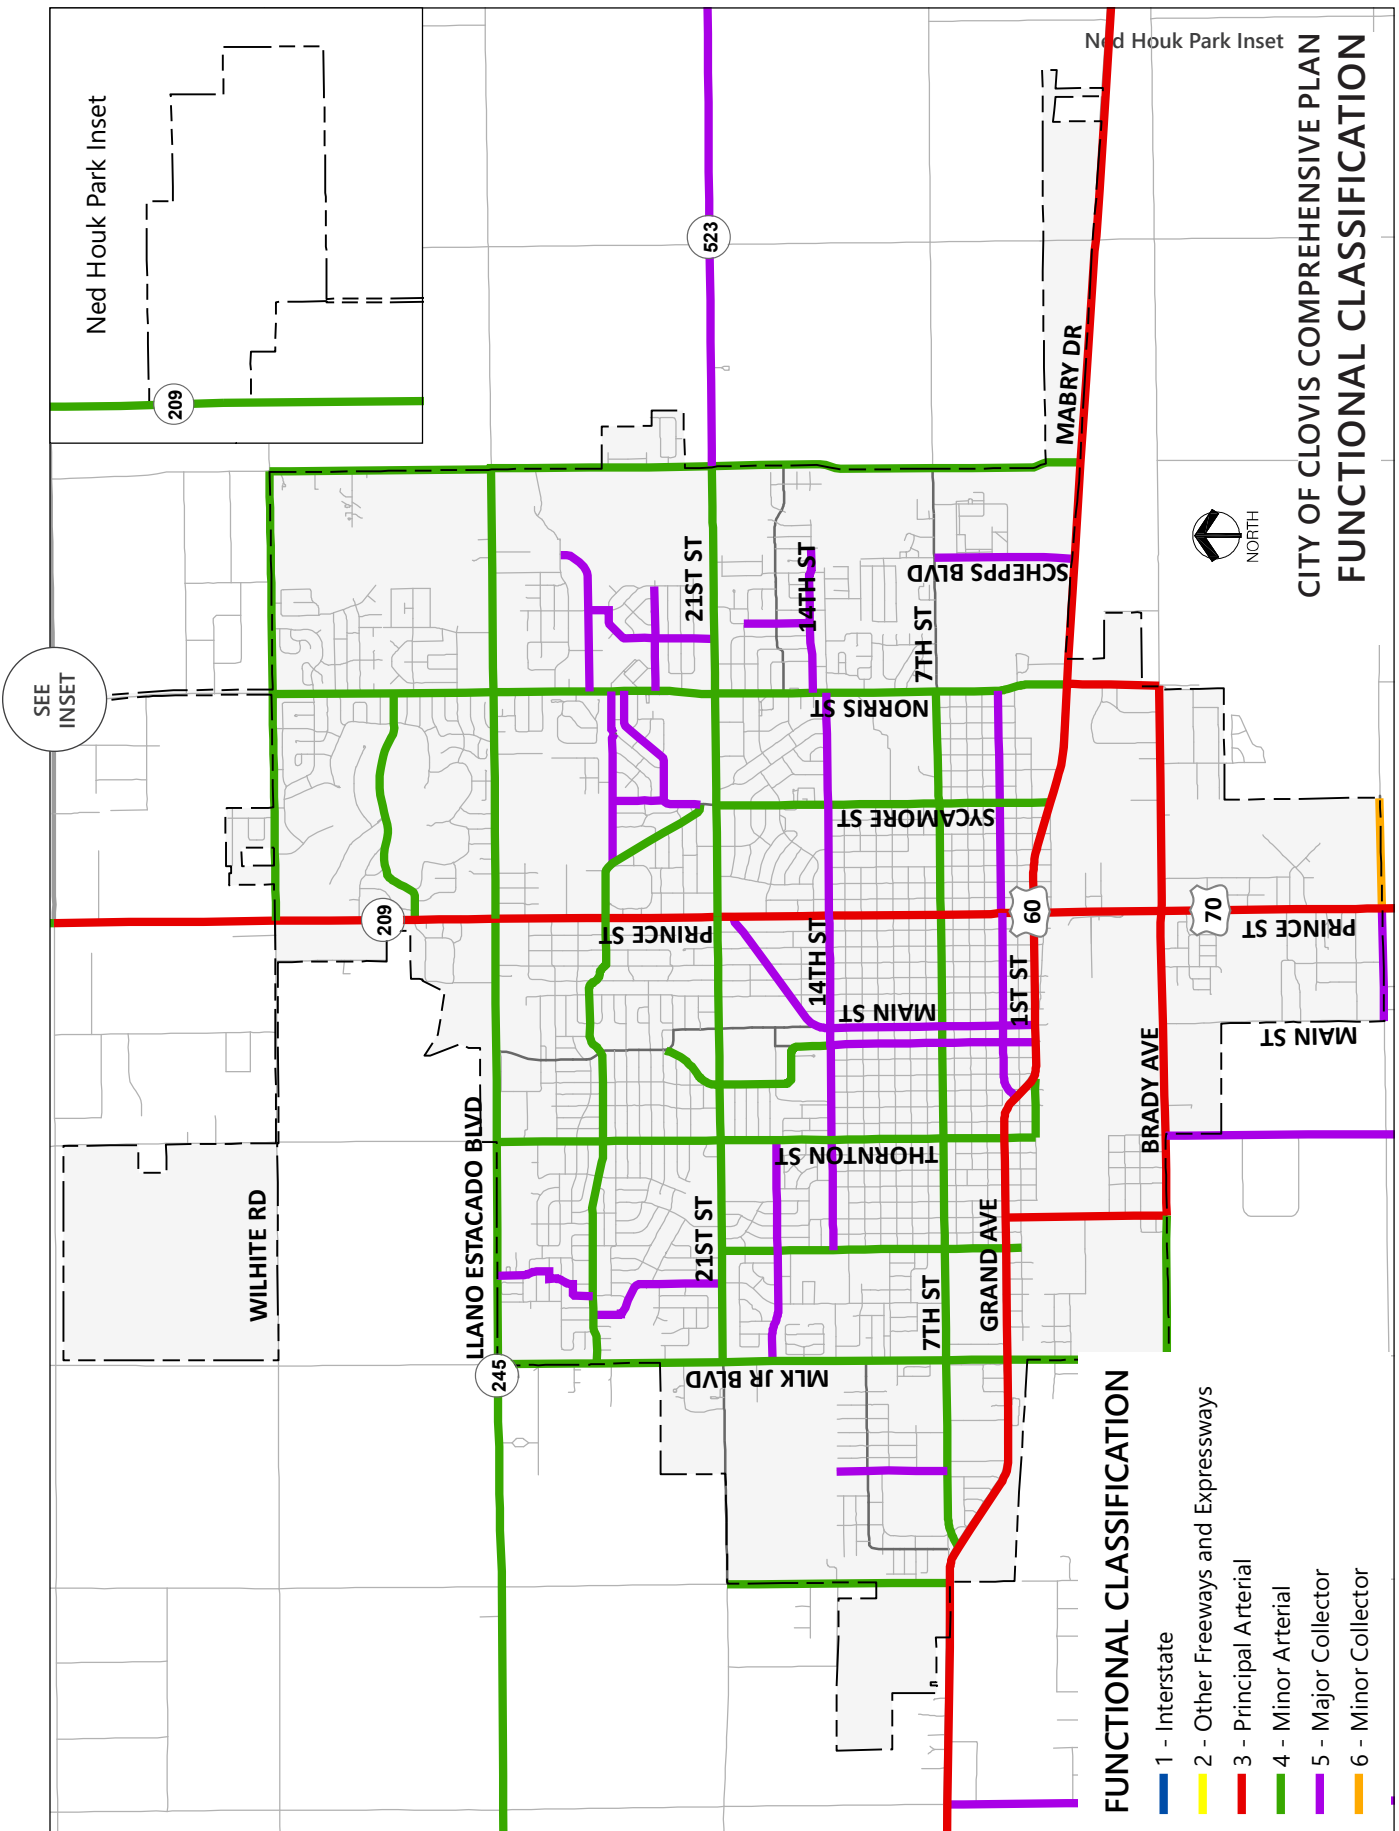 Ned Houk Park Inset
Ned Houk Park Inset
209
SEE
INSET
523
209
245
60
70
WILHITE RD
LLANO ESTACADO BLVD
21ST ST
21ST ST
14TH ST
14TH ST
7TH ST
7TH ST
1ST ST
GRAND AVE
BRADY AVE
MABRY DR
MLK JR BLVD
THORNTON ST
MAIN ST
MAIN ST
PRINCE ST
PRINCE ST
SYCAMORE ST
NORRIS ST
SCHEPPS BLVD
NORTH
CITY OF CLOVIS COMPREHENSIVE PLAN
FUNCTIONAL CLASSIFICATION
FUNCTIONAL CLASSIFICATION
1 - Interstate
2 - Other Freeways and Expressways
3 - Principal Arterial
4 - Minor Arterial
5 - Major Collector
6 - Minor Collector